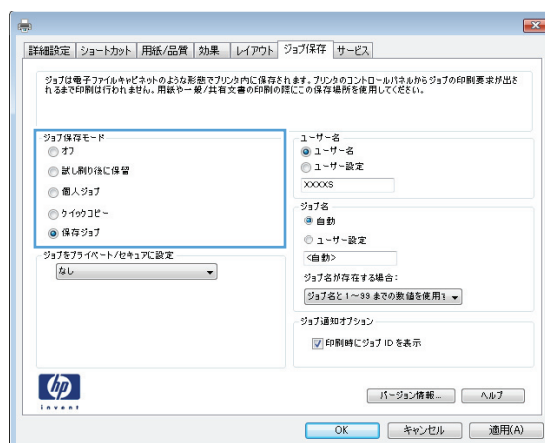 詳細設定 ショートカット 用紙/品質 効果 レイアウト ジョブ保存 サービス
ジョブは電子ファイルキャビネットのような形態でプリンタ内に保存されます。プリンタのコントロールパネルからジョブの印刷要求が出さ
れるまで印刷は行われません。用紙や一般/共有文書の印刷の際にこの保存場所を使用してください。
ジョブ保存モード
オフ
試し刷り後に保留
個人ジョブ
クイックコピー
保存ジョブ
ジョブをプライベート/セキュアに設定
なし
ユーザー名
ユーザー名
ユーザー設定
XXXXS
ジョブ名
自動
ユーザー設定
<自動>
ジョブ名が存在する場合:
ジョブ名と1～99までの数値を使用
ジョブ通知オプション
印刷時にジョブ ID を表示
hp
invent
バージョン情報... ヘルプ
OK キャンセル 適用(A)